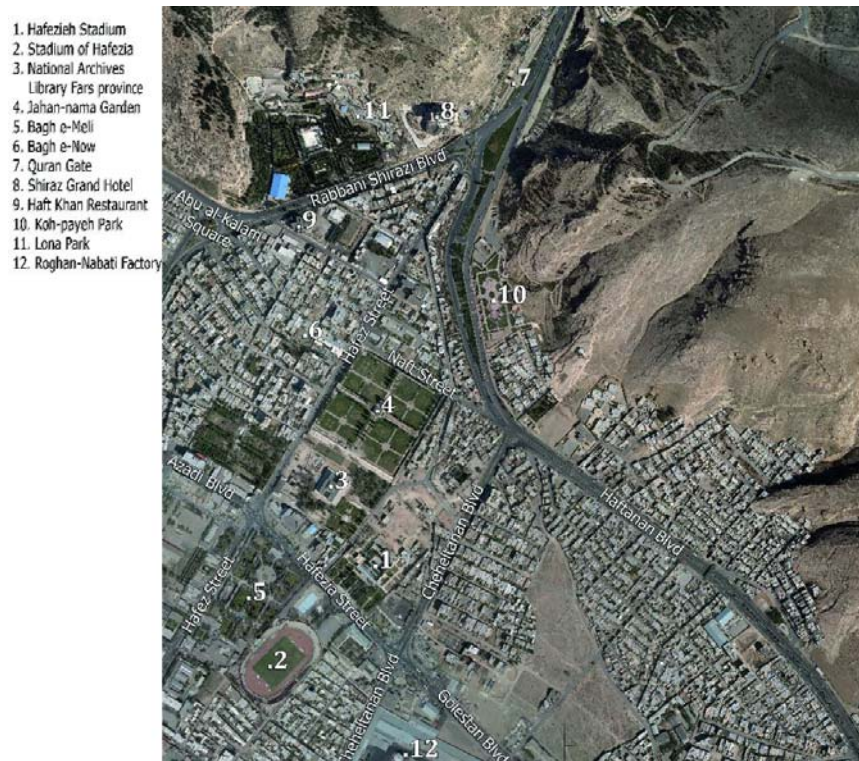 1. Hafezieh Stadium
2. Stadium of Hafezia
3. National Archives
Library Fars province
4. Jahan-nama Garden
5. Bagh e-Meli
6. Bagh e-Now
7. Quran Gate
8. Shiraz Grand Hotel
9. Haft Khan Restaurant
10. Koh-payeh Park
11. Lona Park
12. Roghan-Nabati Factory
.7
.11
.8
Rabbani Shirazi Blvd
Abu al-Kalam
Square
.9
.10
.6
Hafez Street
Naft Street
.4
.3
Azadi Blvd
Haftanan Blvd
Cheheltanan Blvd
.1
Hafezia Street
Hafez Street
.5
.2
Cheheltanan Blvd
Golestan Blvd
.12